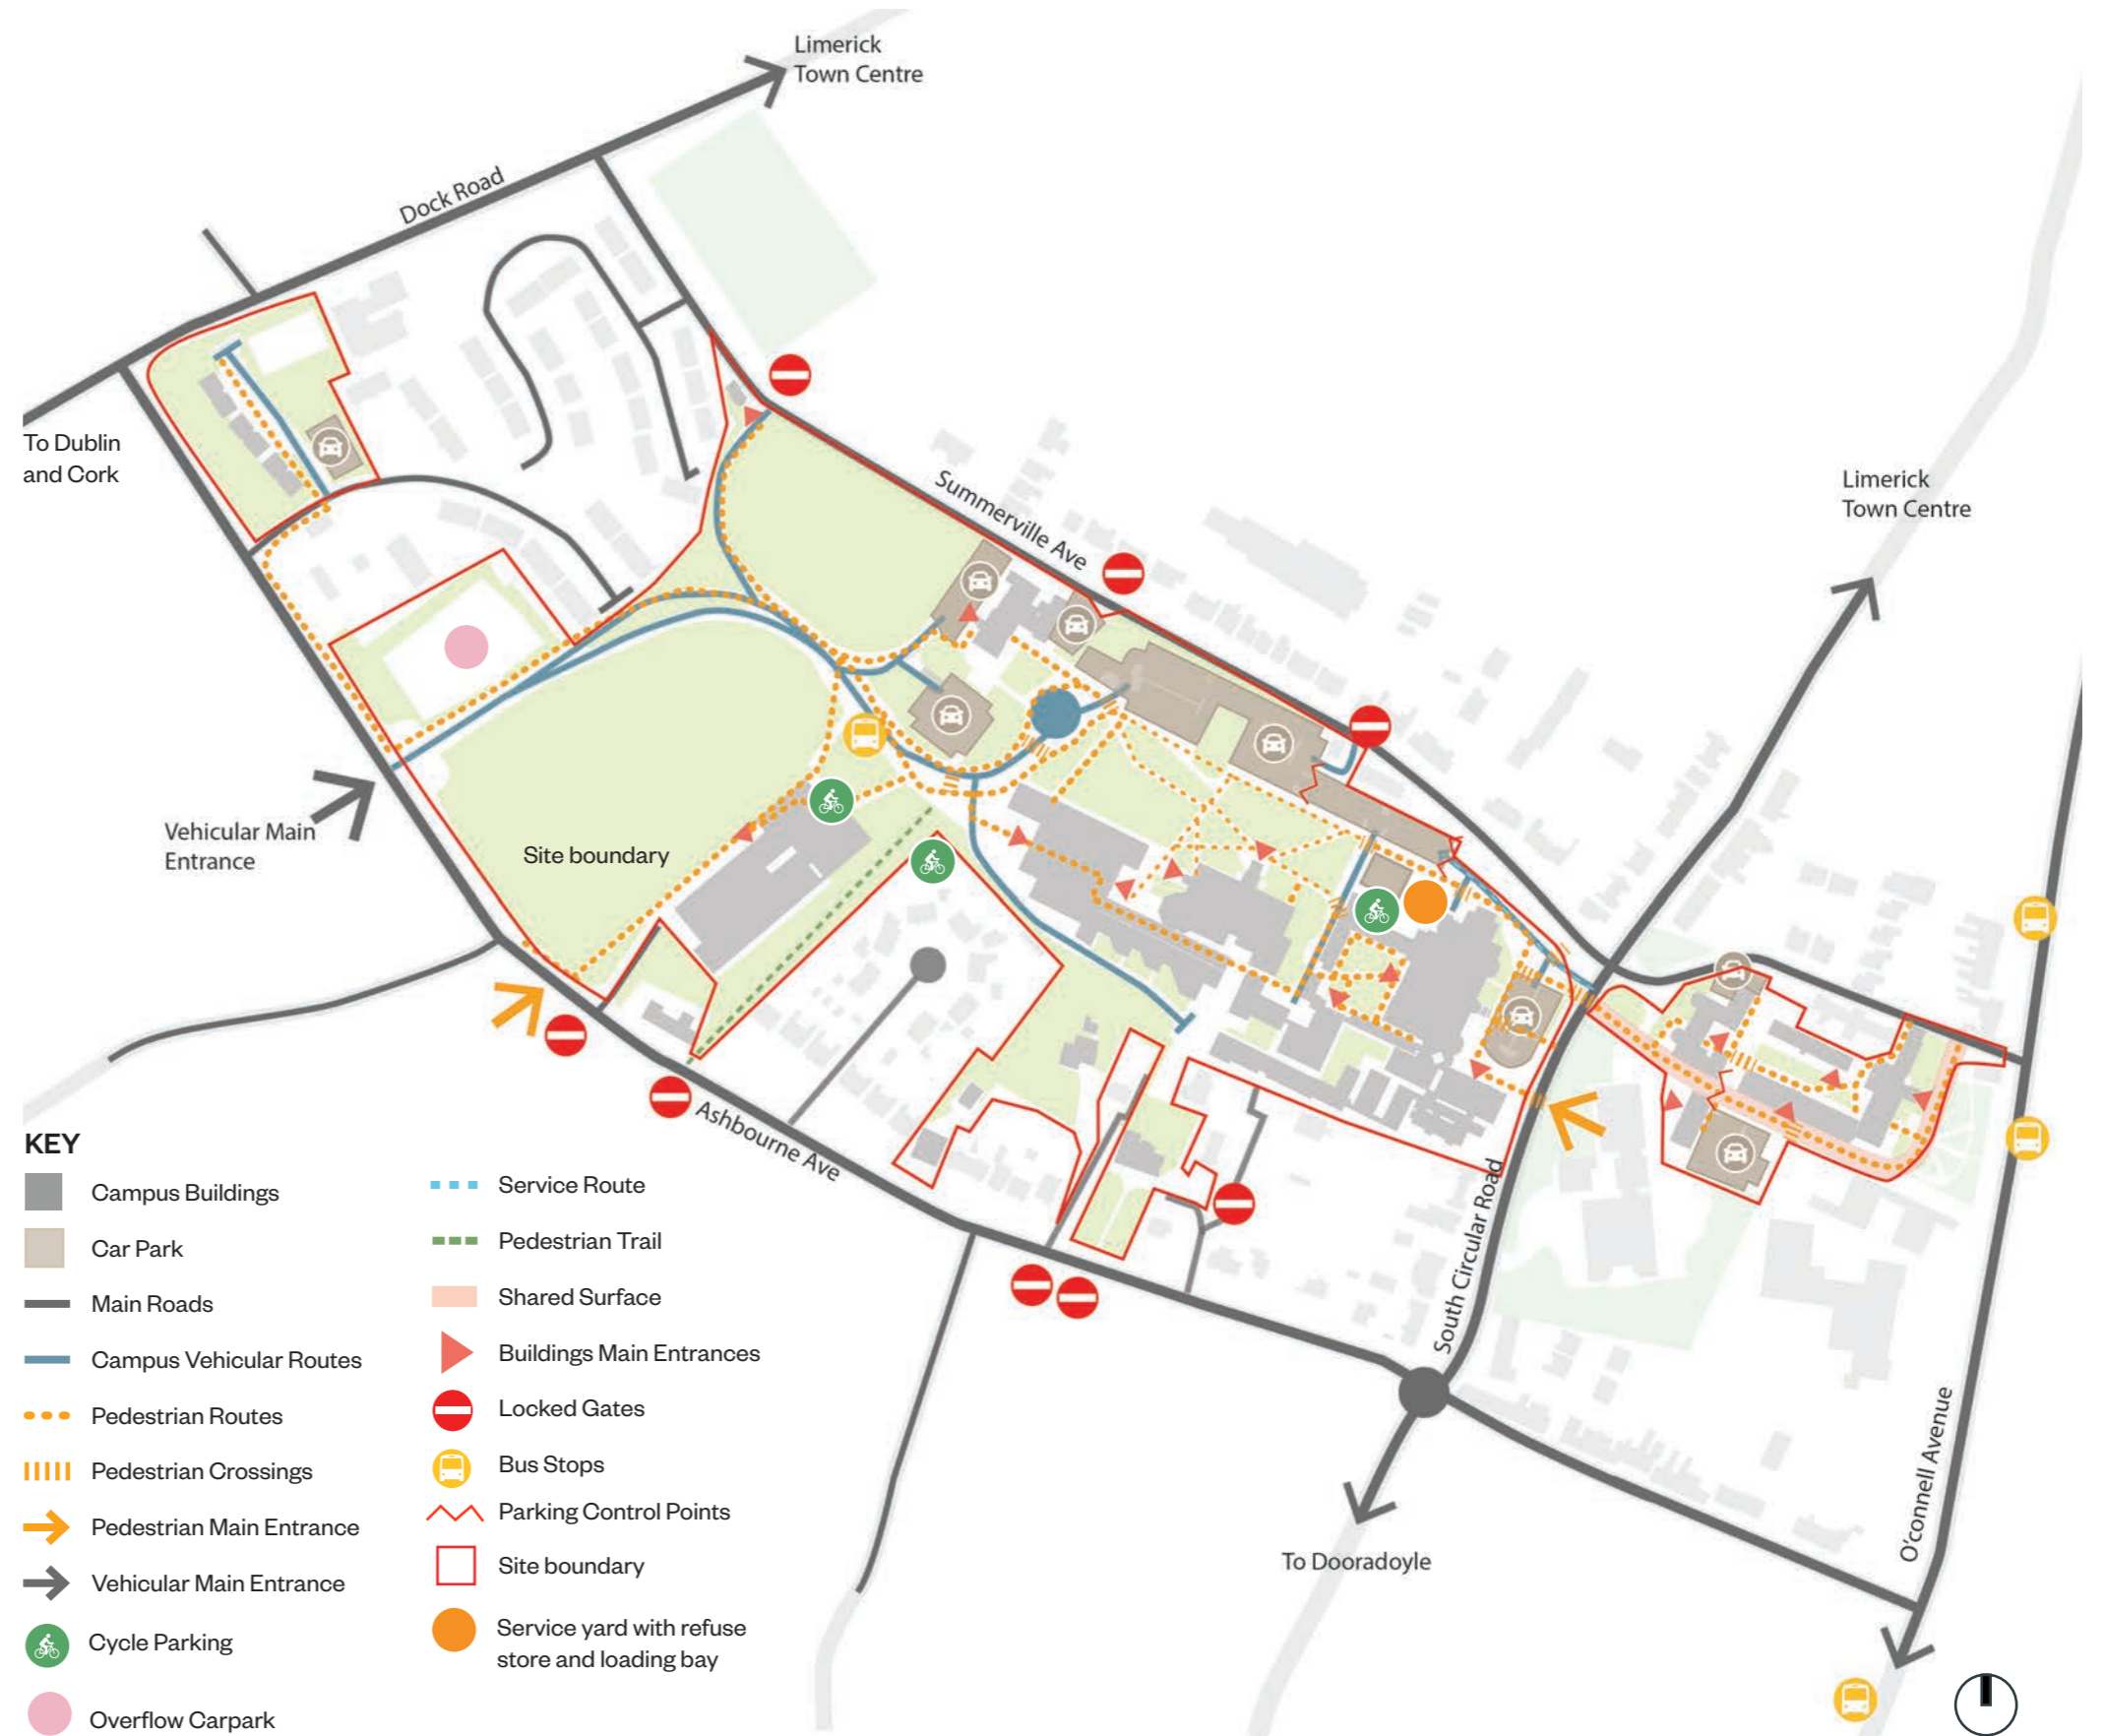 Limerick
Town Centre
Dock Road
To Dublin
and Cork
Summerville Ave
Limerick
Town Centre
Vehicular Main
Entrance
Site boundary
Ashbourne Ave
South Circular Road
To Dooradoyle
O'connell Avenue
KEY
Campus Buildings
Car Park
Main Roads
Campus Vehicular Routes
Pedestrian Routes
Pedestrian Crossings
Pedestrian Main Entrance
Vehicular Main Entrance
Cycle Parking
Overflow Carpark
Service Route
Pedestrian Trail
Shared Surface
Buildings Main Entrances
Locked Gates
Bus Stops
Parking Control Points
Site boundary
Service yard with refuse
store and loading bay